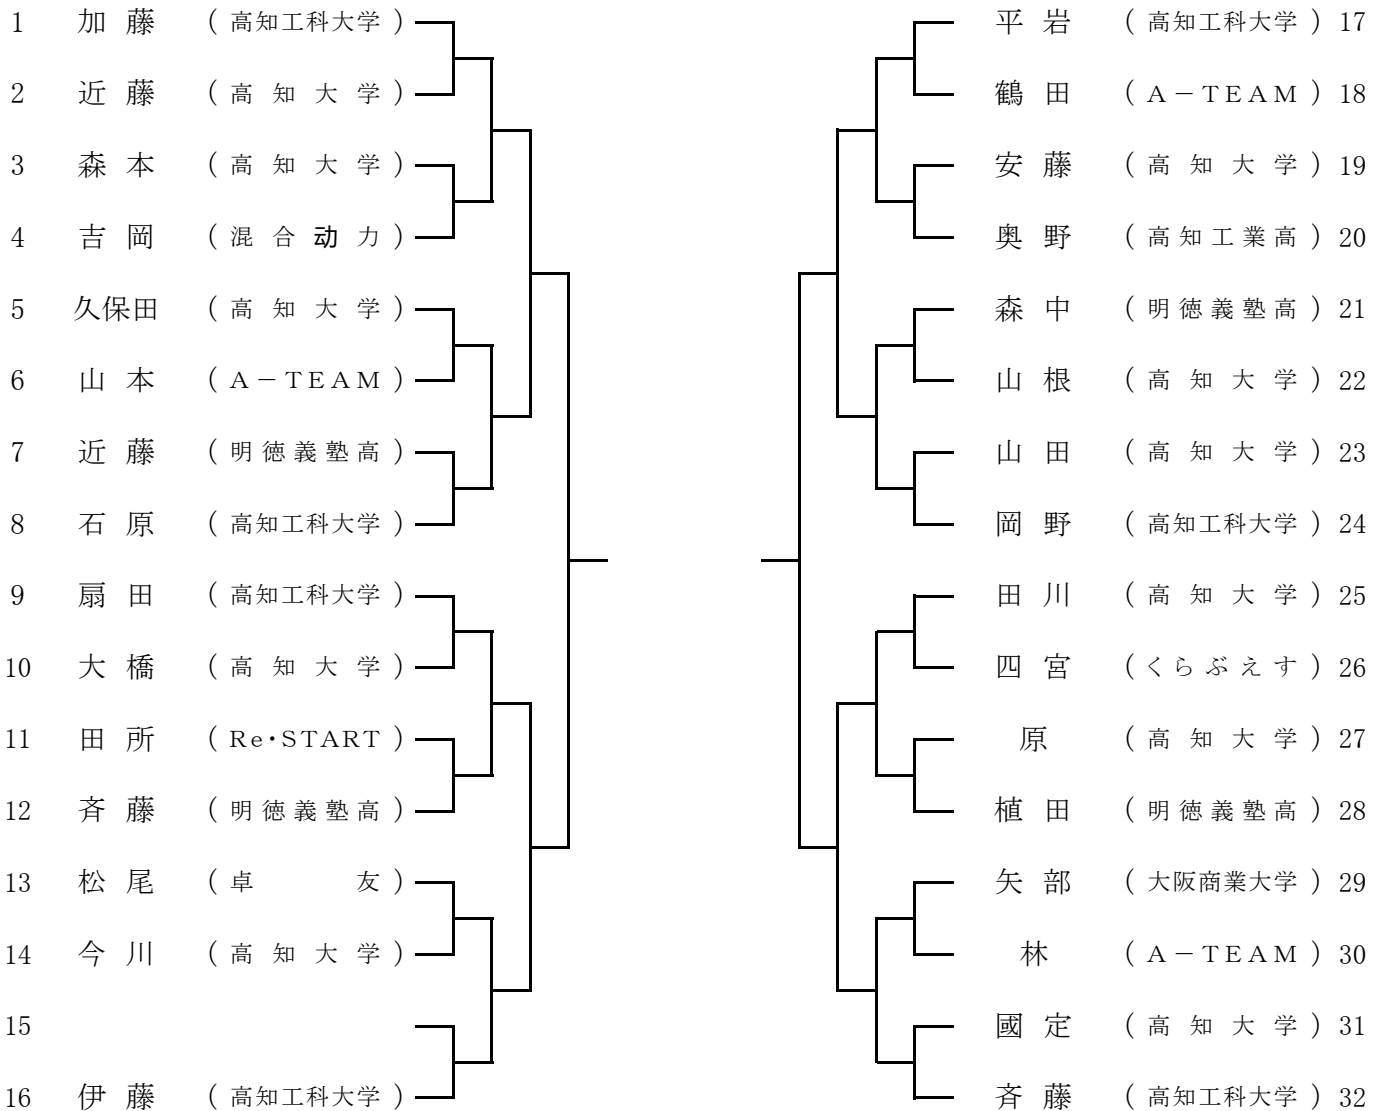 1 加藤 (高知工科大学) 平岩 (高知工科大学) 17
2 近藤 (高知大学) 鶴田 (A－TEAM) 18
3 森本 (高知大学) 安藤 (高知大学) 19
4 吉岡 (混合动力) 奥野 (高知工業高) 20
5 久保田 (高知大学) 森中 (明徳義塾高) 21
6 山本 (A－TEAM) 山根 (高知大学) 22
7 近藤 (明徳義塾高) 山田 (高知大学) 23
8 石原 (高知工科大学) 岡野 (高知工科大学) 24
9 扇田 (高知工科大学) 田川 (高知大学) 25
10 大橋 (高知大学) 四宮 (くらぶえす) 26
11 田所 (Re・START) 原 (高知大学) 27
12 斉藤 (明徳義塾高) 植田 (明徳義塾高) 28
13 松尾 (卓友) 矢部 (大阪商業大学) 29
14 今川 (高知大学) 林 (A－TEAM) 30
15 國定 (高知大学) 31
16 伊藤 (高知工科大学) 斉藤 (高知工科大学) 32